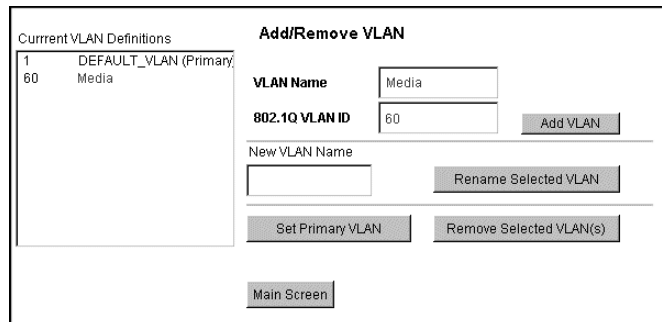 Currrent VLAN Definitions
1 DEFAULT_VLAN (Primary)
60 Media
Add/Remove VLAN
VLAN Name Media
802.1Q VLAN ID 60
Add VLAN
New VLAN Name
Rename Selected VLAN
Set Primary VLAN
Remove Selected VLAN(s)
Main Screen